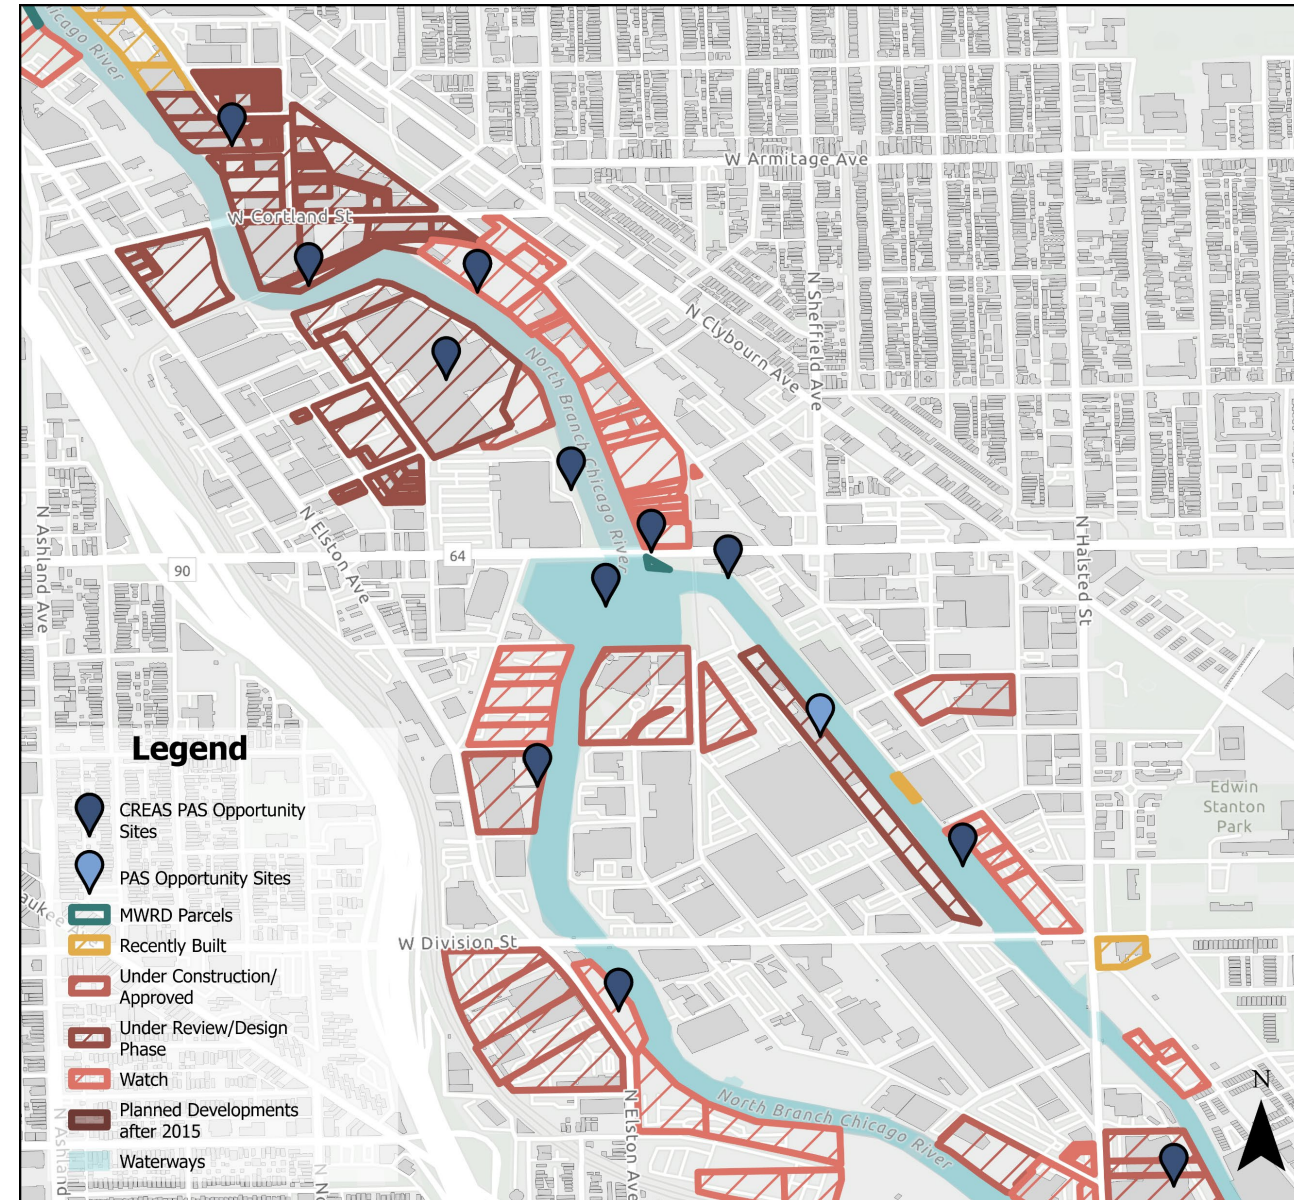 icago River
W Armitage Ave
W Cortland St
N Sheffield Ave
N Clybourn Ave
North Branch Chicago River
N Ashland Ave
N Elston Ave
64
90
N Halsted St
Legend
CREAS PAS Opportunity
Sites
PAS Opportunity Sites
MWRD Parcels
Recently Built
Under Construction/
Approved
Under Review/Design
Phase
Watch
Planned Developments
after 2015
Waterways
Edwin
Stanton
Park
auke
W Division St
N Elston Ave
North Branch Chicago River
N Ashland
N
N